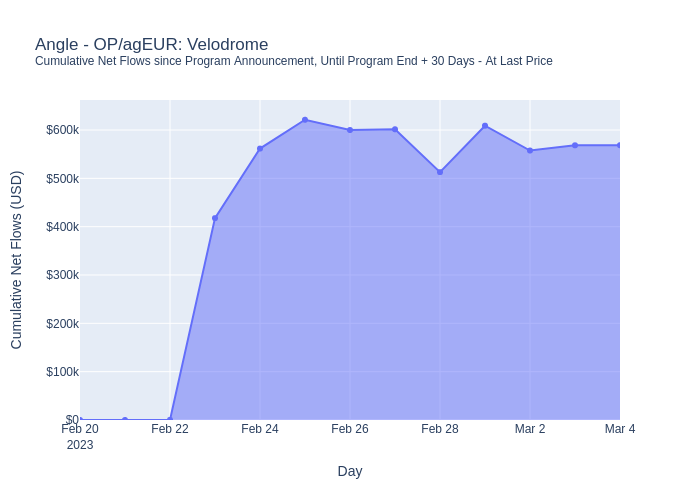 Angle - OP/agEUR: Velodrome
Cumulative Net Flows since Program Announcement, Until Program End + 30 Days - At Last Price
Cumulative Net Flows (USD)
$600k
$500k
$400k
$300k
$200k
$100k
$0
Feb 20
2023
Feb 22
Feb 24
Feb 26
Feb 28
Mar 2
Mar 4
Day